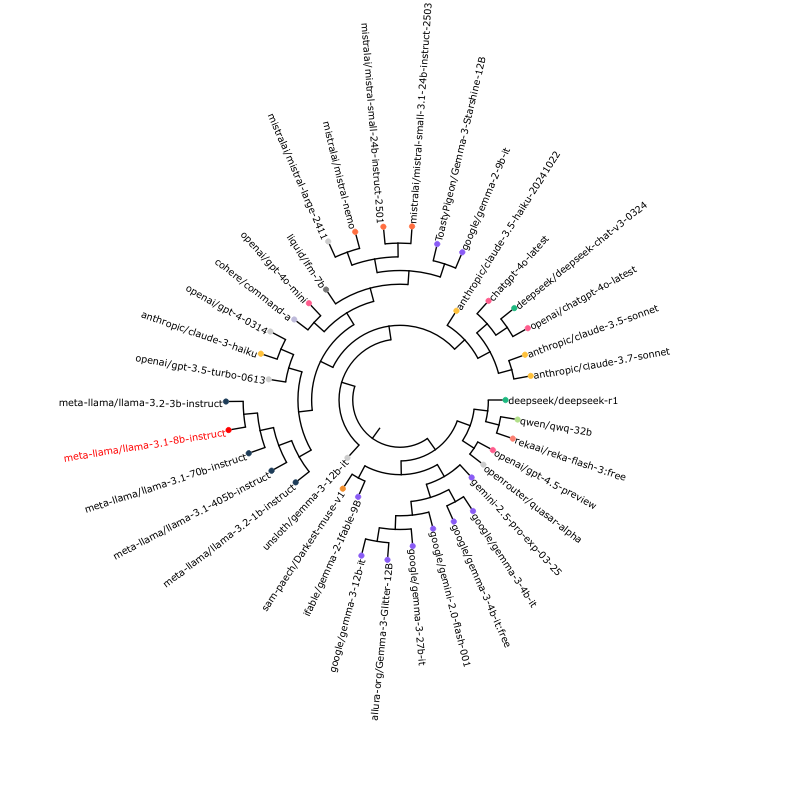 mistralai/mistral-small-3.1-24b-instruct-2503
ToastyPigeon/Gemma-3-Starshine-12B
google/gemma-2-9b-it
anthropic/claude-3.5-haiku-20241022
chatgpt-4o-latest
deepseek/deepseek-chat-v3-0324
openai/chatgpt-4o-latest
anthropic/claude-3.5-sonnet
anthropic/claude-3.7-sonnet
deepseek/deepseek-r1
qwen/qwq-32b
rekaai/reka-flash-3:free
openai/gpt-4.5-preview
openrouter/quasar-alpha
gemini-2.5-pro-exp-03-25
google/gemma-3-4b-it
google/gemma-3-4b-it:free
google/gemini-2.0-flash-001
google/gemma-3-27b-it
allura-org/Gemma-3-Glitter-12B
google/gemma-3-12b-it
ifable/gemma-2-Ifable-9B
sam-paech/Darkest-muse-v1
unsloth/gemma-3-12b-it
meta-llama/llama-3.2-1b-instruct
meta-llama/llama-3.1-405b-instruct
meta-llama/llama-3.1-70b-instruct
meta-llama/llama-3.1-8b-instruct
meta-llama/llama-3.2-3b-instruct
openai/gpt-3.5-turbo-0613
anthropic/claude-3-haiku
openai/gpt-4-0314
cohere/command-a
openai/gpt-4o-mini
liquid/lfm-7b
mistralai/mistral-large-2411
mistralai/mistral-nemo
mistralai/mistral-small-24b-instruct-2501